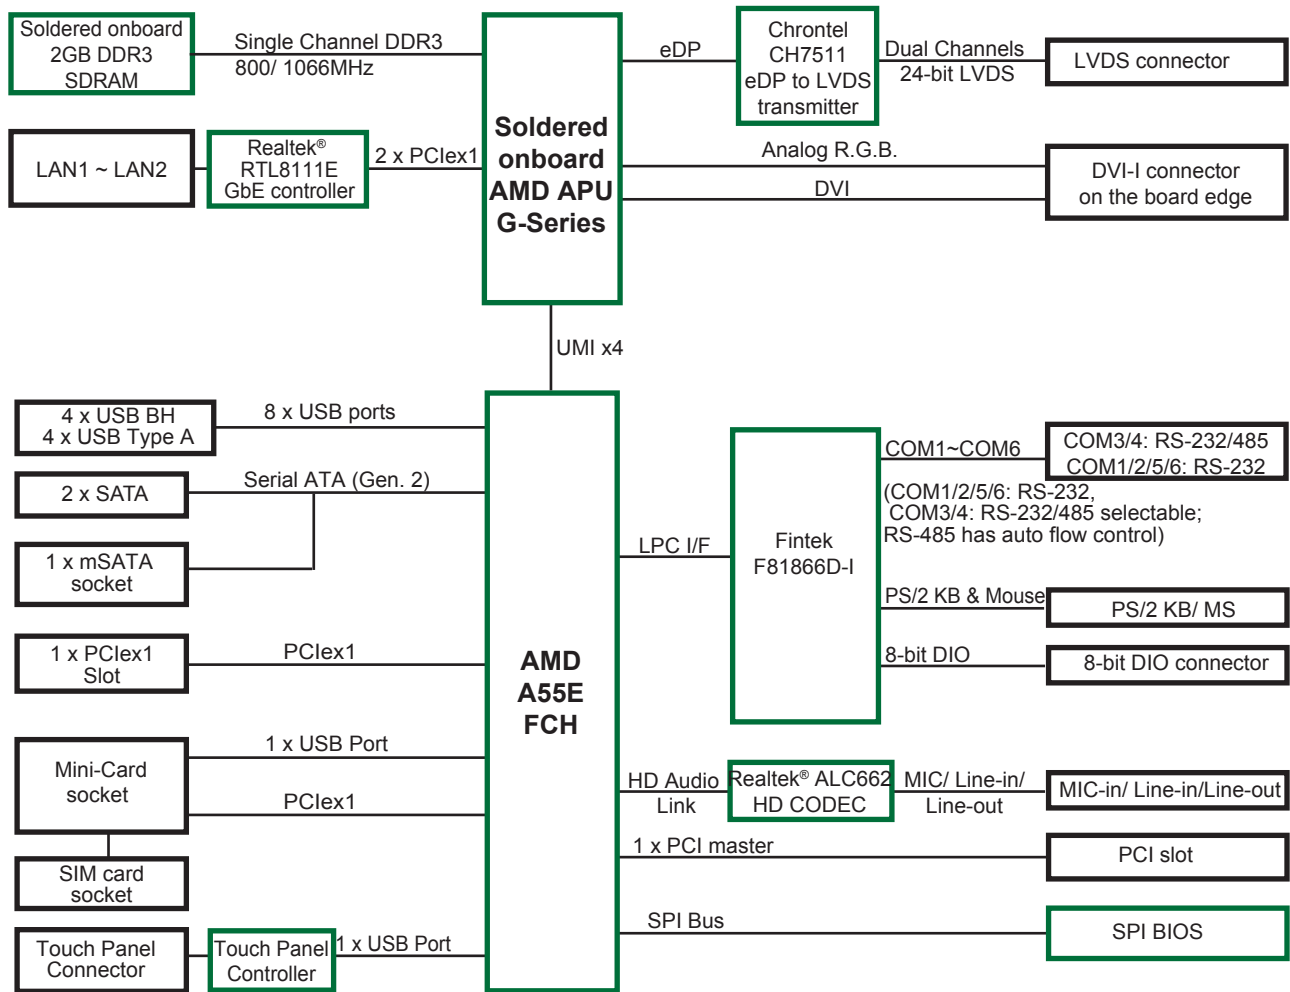 Soldered onboard
2GB DDR3
SDRAM
Single Channel DDR3
800/ 1066MHz
LAN1 ~ LAN2
Realtek®
RTL8111E
GbE controller
2 x PCIex1
Soldered
onboard
AMD APU
G-Series
eDP
Chrontel
CH7511
eDP to LVDS
transmitter
Dual Channels
24-bit LVDS
LVDS connector
Analog R.G.B.
DVI
DVI-I connector
on the board edge
UMI x4
4 x USB BH
4 x USB Type A
8 x USB ports
2 x SATA
Serial ATA (Gen. 2)
1 x mSATA
socket
1 x PCIex1
Slot
PCIex1
Mini-Card
socket
1 x USB Port
PCIex1
SIM card
socket
Touch Panel
Connector
Touch Panel
Controller
1 x USB Port
AMD
A55E
FCH
LPC I/F
Fintek
F81866D-I
COM1~COM6
COM3/4: RS-232/485
COM1/2/5/6: RS-232
(COM1/2/5/6: RS-232,
COM3/4: RS-232/485 selectable;
RS-485 has auto flow control)
PS/2 KB & Mouse
PS/2 KB/ MS
8-bit DIO
8-bit DIO connector
HD Audio
Link
Realtek® ALC662
HD CODEC
MIC/ Line-in/
Line-out
MIC-in/ Line-in/Line-out
1 x PCI master
PCI slot
SPI Bus
SPI BIOS